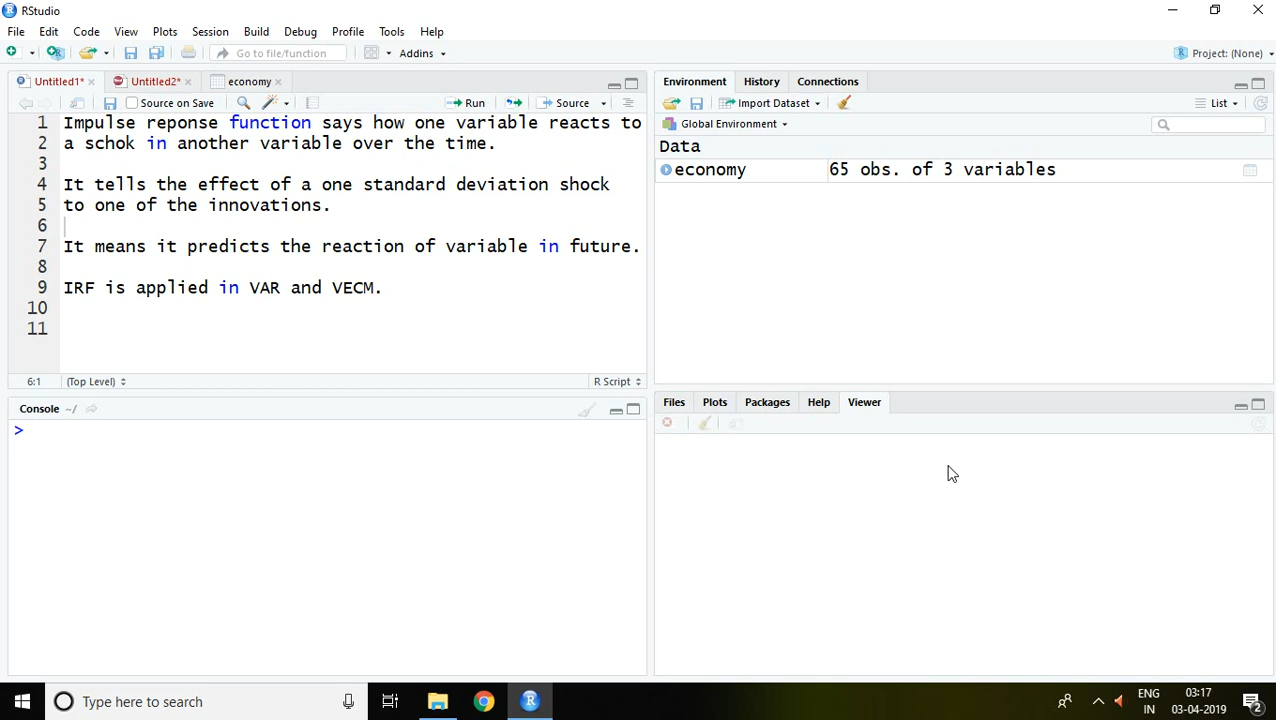 RStudio
File Edit Code View Plots Session Build Debug Profile Tools Help
Go to file/function Addins Project: (None)
Untitled1* Untitled2* economy
Source on Save Run Source
1 Impulse reponse function says how one variable reacts to
2 a schok in another variable over the time.
3
4 It tells the effect of a one standard deviation shock
5 to one of the innovations.
6
7 It means it predicts the reaction of variable in future.
8
9 IRF is applied in VAR and VECM.
10
11
6:1 (Top Level) R Script
Console ~/
>
Environment History Connections
Import Dataset List
Global Environment
Data
economy 65 obs. of 3 variables
Files Plots Packages Help Viewer
Type here to search
ENG 03:17
IN 03-04-2019 2